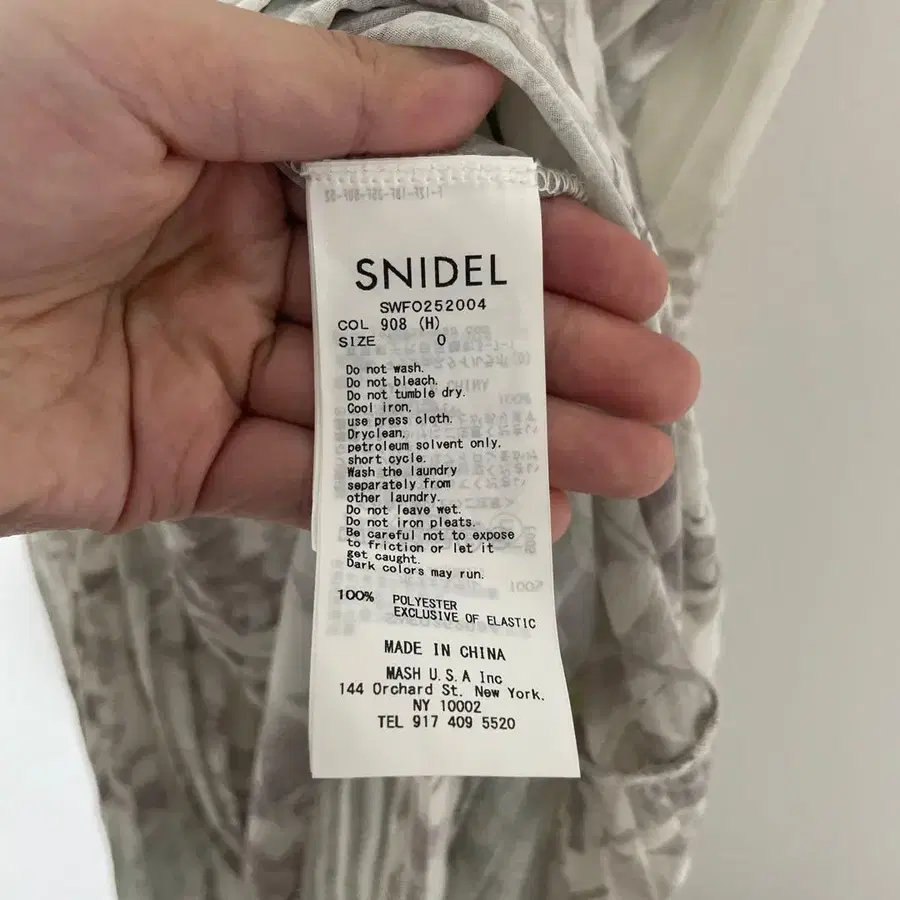 SNIDEL
SWFO252004
COL 908 (H)
SIZE 0
Do not wash.
Do not bleach.
Do not tumble dry.
Cool iron,
use press cloth.
Dryclean,
petroleum solvent only,
short cycle.
Wash the laundry
separately from
other laundry.
Do not leave wet.
Do not iron pleats.
Be careful not to expose
to friction or let it
get caught.
Dark colors may run.
100% POLYESTER
EXCLUSIVE OF ELASTIC
MADE IN CHINA
MASH U.S.A Inc
144 Orchard St. New York.
NY 10002
TEL 917 409 5520